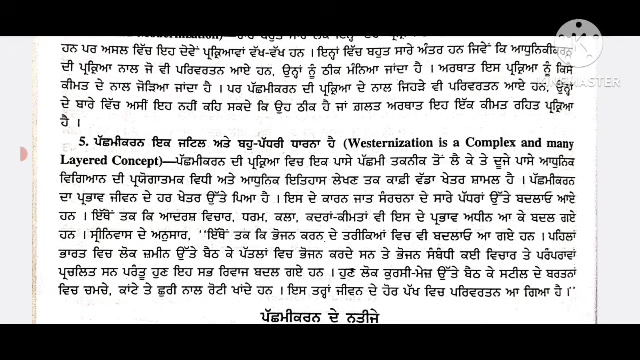 ਹਨ ਪਰ ਅਸਲ ਵਿੱਚ ਇਹ ਦੋਵੇਂ ਪ੍ਰਕ੍ਰਿਆਵਾਂ ਵੱਖ-ਵੱਖ ਹਨ । ਇਨ੍ਹਾਂ ਵਿੱਚ ਬਹੁਤ ਸਾਰੇ ਅੰਤਰ ਹਨ ਜਿਵੇਂ ਕਿ ਆਧੁਨਿਕੀਕਰਨ
ਦੀ ਪ੍ਰਕ੍ਰਿਆ ਨਾਲ ਜੋ ਵੀ ਪਰਿਵਰਤਨ ਆਏ ਹਨ, ਉਨ੍ਹਾਂ ਨੂੰ ਠੀਕ ਮੰਨਿਆ ਜਾਂਦਾ ਹੈ । ਅਰਥਾਤ ਇਸ ਪ੍ਰਕ੍ਰਿਆ ਨੂੰ ਕਿਸੇ
ਕੀਮਤ ਦੇ ਨਾਲ ਜੋੜਿਆ ਜਾਂਦਾ ਹੈ । ਪਰ ਪੱਛਮੀਕਰਨ ਦੀ ਪ੍ਰਕ੍ਰਿਆ ਦੇ ਨਾਲ ਜਿਹੜੇ ਵੀ ਪਰਿਵਰਤਨ ਆਏ ਹਨ, ਉਨ੍ਹਾਂ
ਦੇ ਬਾਰੇ ਵਿੱਚ ਅਸੀਂ ਇਹ ਨਹੀਂ ਕਹਿ ਸਕਦੇ ਕਿ ਉਹ ਠੀਕ ਹੈ ਜਾਂ ਗ਼ਲਤ ਅਰਥਾਤ ਇਹ ਇੱਕ ਕੀਮਤ ਰਹਿਤ ਪ੍ਰਕ੍ਰਿਆ
ਹੈ ।
5. ਪੱਛਮੀਕਰਨ ਇਕ ਜਟਿਲ ਅਤੇ ਬਹੁ-ਪੱਧਰੀ ਧਾਰਨਾ ਹੈ (Westernization is a Complex and many
Layered Concept)—ਪੱਛਮੀਕਰਨ ਦੀ ਪ੍ਰਕ੍ਰਿਆ ਵਿਚ ਇਕ ਪਾਸੇ ਪੱਛਮੀ ਤਕਨੀਕ ਤੋਂ ਲੈ ਕੇ ਤੇ ਦੂਜੇ ਪਾਸੇ ਆਧੁਨਿਕ
ਵਿਗਿਆਨ ਦੀ ਪ੍ਰਯੋਗਾਤਮਕ ਵਿਧੀ ਅਤੇ ਆਧੁਨਿਕ ਇਤਿਹਾਸ ਲੇਖਣ ਤਕ ਕਾਫ਼ੀ ਵੱਡਾ ਖੇਤਰ ਸ਼ਾਮਲ ਹੈ । ਪੱਛਮੀਕਰਨ
ਦਾ ਪ੍ਰਭਾਵ ਜੀਵਨ ਦੇ ਹਰ ਖੇਤਰ ਉੱਤੇ ਪਿਆ ਹੈ । ਇਸ ਦੇ ਕਾਰਨ ਜਾਤ ਸੰਰਚਨਾ ਦੇ ਸਾਰੇ ਪੱਧਰਾਂ ਉੱਤੇ ਬਦਲਾਓ ਆਏ
ਹਨ । ਇੱਥੋਂ ਤਕ ਕਿ ਆਦਰਸ਼ ਵਿਚਾਰ, ਧਰਮ, ਕਲਾ, ਕਦਰਾਂ-ਕੀਮਤਾਂ ਵੀ ਇਸ ਦੇ ਪ੍ਰਭਾਵ ਅਧੀਨ ਆ ਕੇ ਬਦਲ ਗਏ
ਹਨ । ਸ੍ਰੀਨਿਵਾਸ ਦੇ ਅਨੁਸਾਰ, ''ਇੱਥੋਂ ਤਕ ਕਿ ਭੋਜਨ ਕਰਨ ਦੇ ਤਰੀਕਿਆਂ ਵਿਚ ਵੀ ਬਦਲਾਓ ਆ ਗਏ ਹਨ । ਪਹਿਲਾਂ
ਭਾਰਤ ਵਿਚ ਲੋਕ ਜ਼ਮੀਨ ਉੱਤੇ ਬੈਠ ਕੇ ਪੱਤਲਾਂ ਵਿਚ ਭੋਜਨ ਕਰਦੇ ਸਨ ਤੇ ਭੋਜਨ ਸੰਬੰਧੀ ਕਈ ਵਿਚਾਰ ਤੇ ਪਰੰਪਰਾਵਾਂ
ਪ੍ਰਚਲਿਤ ਸਨ ਪਰੰਤੂ ਹੁਣ ਇਹ ਸਭ ਰਿਵਾਜ ਬਦਲ ਗਏ ਹਨ । ਹੁਣ ਲੋਕ ਕੁਰਸੀ-ਮੇਜ਼ ਉੱਤੇ ਬੈਠ ਕੇ ਸਟੀਲ ਦੇ ਬਰਤਨਾਂ
ਵਿਚ ਚਮਚੇ, ਕਾਂਟੇ ਤੇ ਛੁਰੀ ਨਾਲ ਰੋਟੀ ਖਾਂਦੇ ਹਨ । ਇਸ ਤਰ੍ਹਾਂ ਜੀਵਨ ਦੇ ਹੋਰ ਪੱਖ ਵਿਚ ਪਰਿਵਰਤਨ ਆ ਗਿਆ ਹੈ ।''
ਪੱਛਮੀਕਰਨ ਦੇ ਨਤੀਜੇ
KINEMASTER